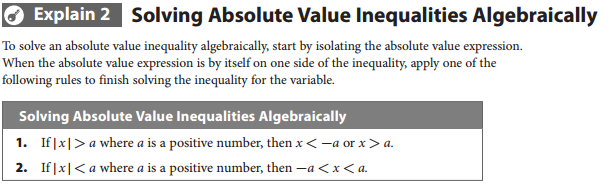 Explain 2 Solving Absolute Value Inequalities Algebraically
To solve an absolute value inequality algebraically, start by isolating the absolute value expression.
When the absolute value expression is by itself on one side of the inequality, apply one of the
following rules to finish solving the inequality for the variable.
Solving Absolute Value Inequalities Algebraically
1. If |x| > a where a is a positive number, then x < −a or x > a.
2. If |x| < a where a is a positive number, then −a < x < a.